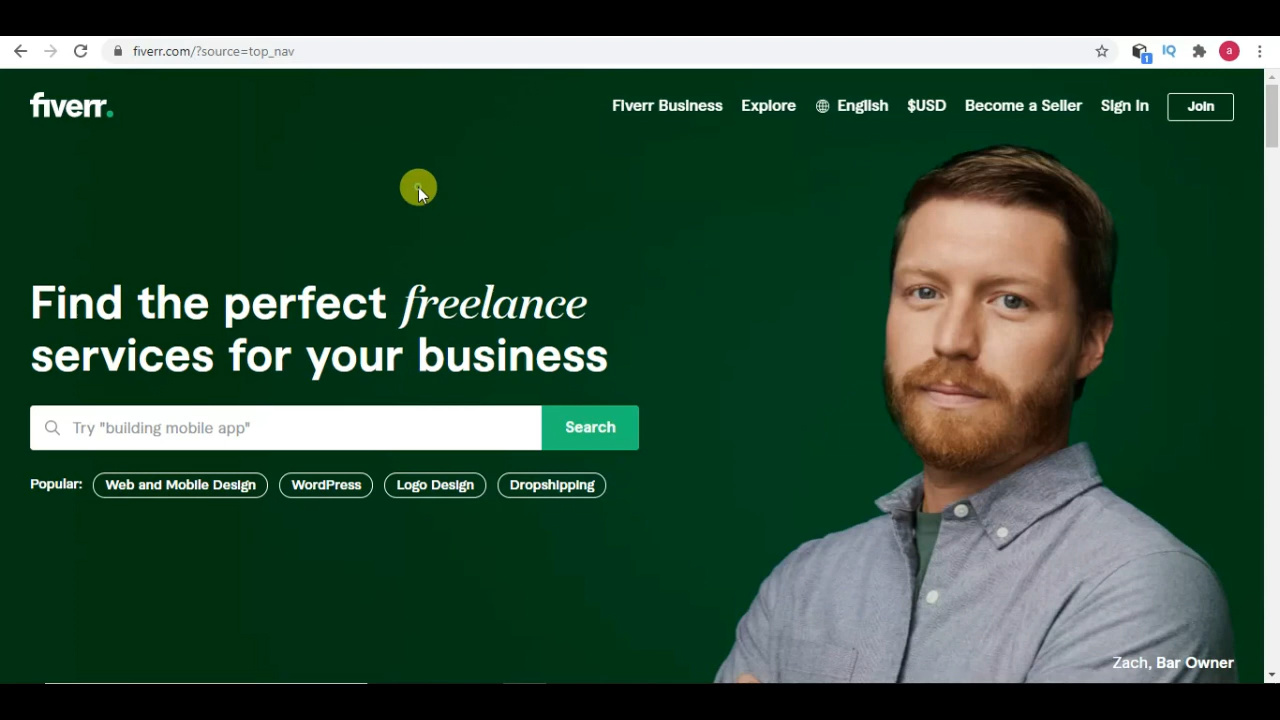 fiverr.com/?source=top_nav
1
IQ
a
fiverr.
Fiverr Business
Explore
English
$USD
Become a Seller
Sign In
Join
Find the perfect freelance
services for your business
Try "building mobile app"
Search
Popular:
Web and Mobile Design
WordPress
Logo Design
Dropshipping
Zach, Bar Owner